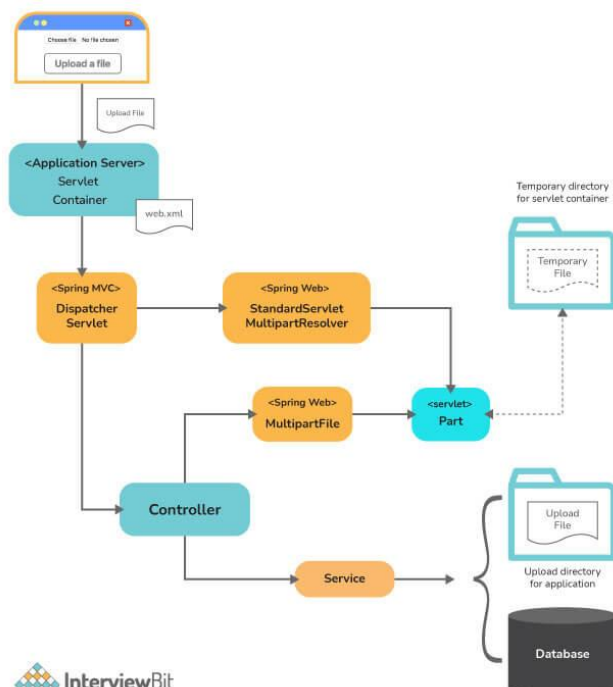 Choose file No file chosen
Upload a file
Upload File
<Application Server>
Servlet
Container
web.xml
Temporary directory
for servlet container
Temporary
File
<Spring MVC>
Dispatcher
Servlet
<Spring Web>
StandardServlet
MultipartResolver
<Spring Web>
MultipartFile
<servlet>
Part
Controller
Upload
File
Upload directory
for application
Service
Database
InterviewBit